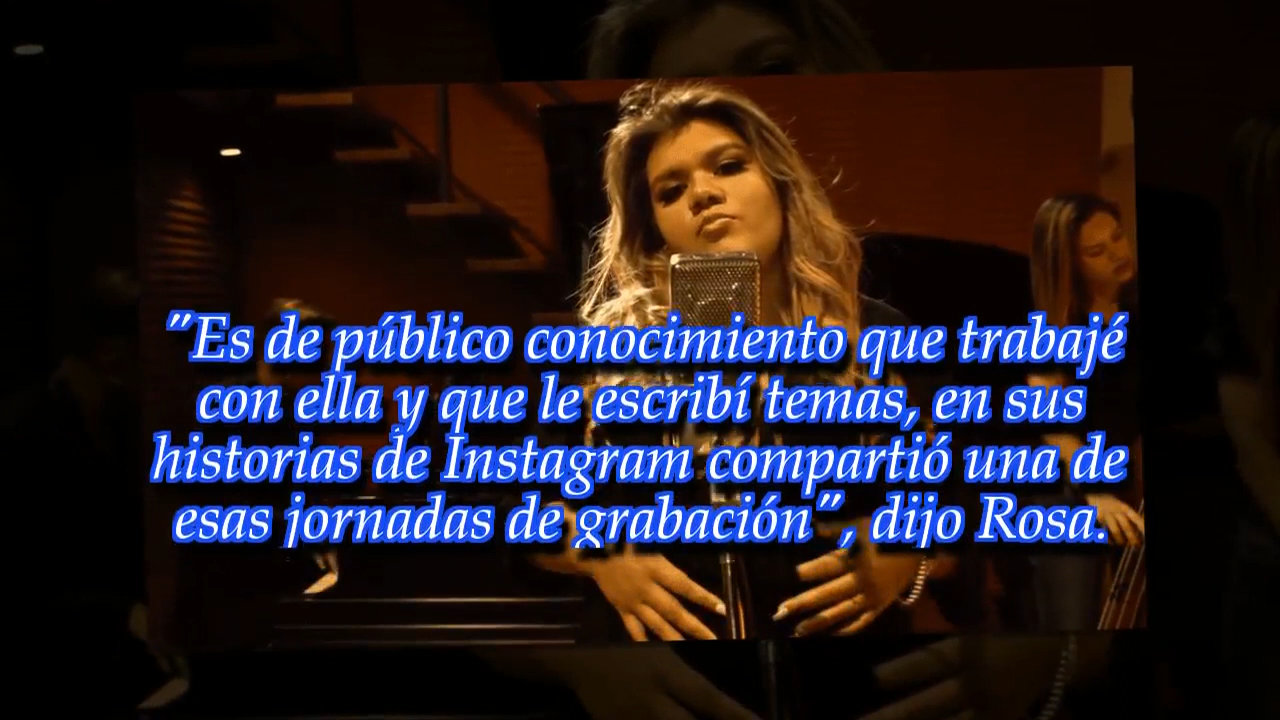 "Es de público conocimiento que trabajé
con ella y que le escribí temas, en sus
historias de Instagram compartió una de
esas jornadas de grabación", dijo Rosa.